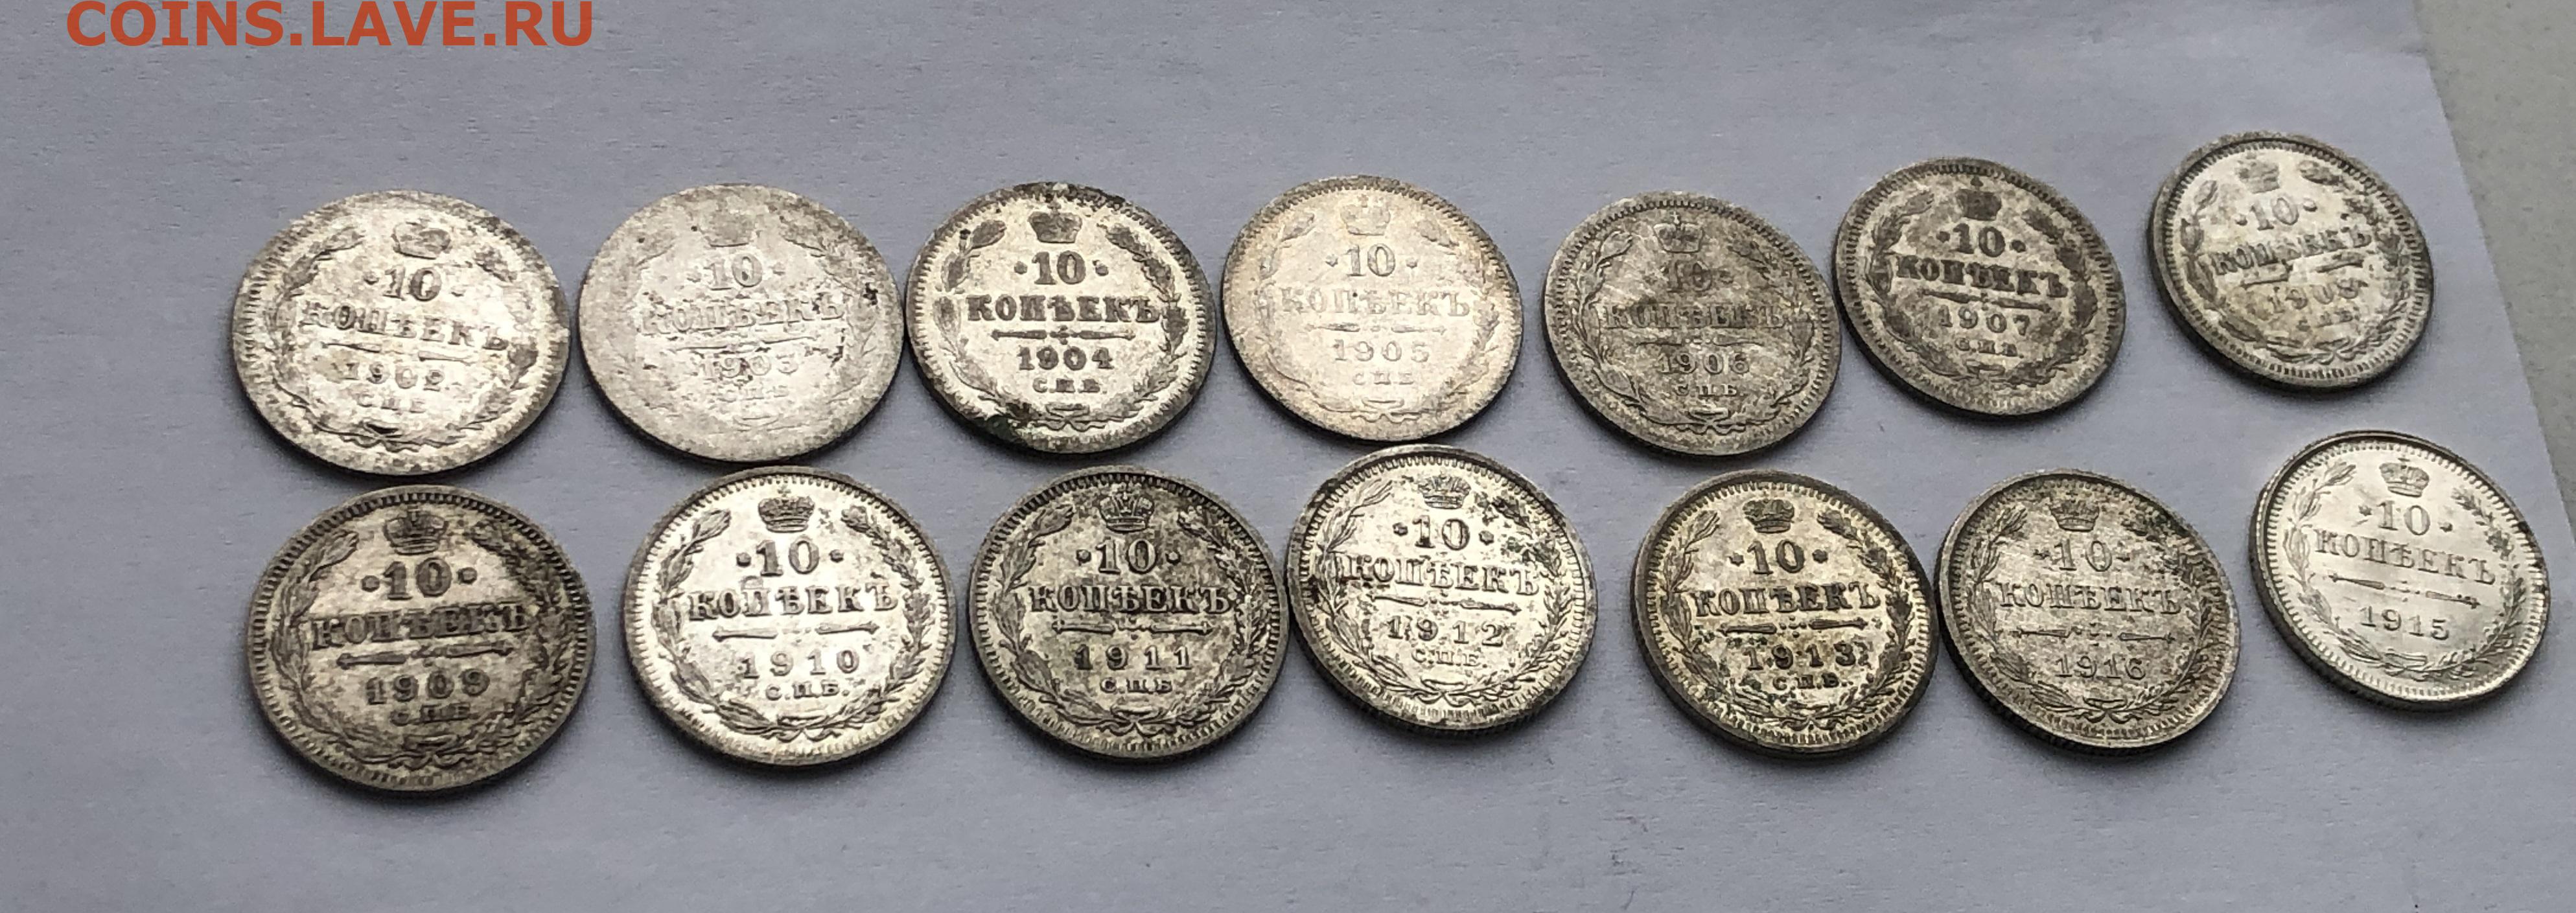 COINS.LAVE.RU
·10·
КОПѢЕКЪ
1902
С.П.Б
·10·
КОПѢЕКЪ
1903
С.П.Б
·10·
КОПѢЕКЪ
1904
С.П.Б
·10·
КОПѢЕКЪ
1905
С.П.Б
·10·
КОПѢЕКЪ
1906
С.П.Б.
·10·
КОПѢЕКЪ
1907
С.П.Б.
·10·
КОПѢЕКЪ
1908
С.П.Б.
·10·
КОПѢЕКЪ
1909
С.П.Б
·10·
КОПѢЕКЪ
1910
С.П.Б.
·10·
КОПѢЕКЪ
1911
С.П.Б
·10·
КОПѢЕКЪ
1912
С.П.Б.
·10·
КОПѢЕКЪ
1913
С.П.Б.
·10·
КОПѢЕКЪ
1916
·10·
КОПѢЕКЪ
1915